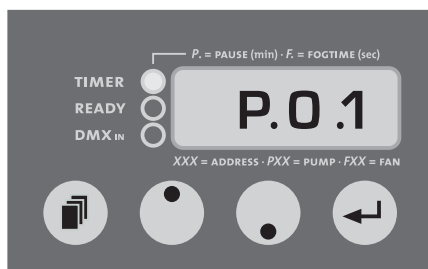 P. = PAUSE (min) · F. = FOGTIME (sec)
TIMER
READY
DMX IN
P.0.1
XXX = ADDRESS · PXX = PUMP · FXX = FAN